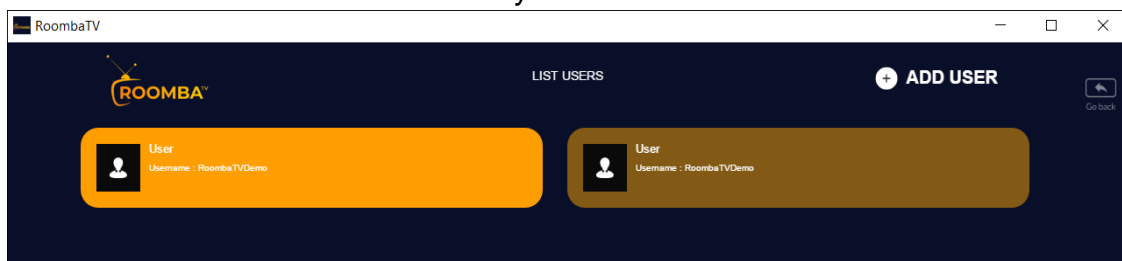 RoombaTV
ROOMBA TV
LIST USERS
+ ADD USER
Go back
User
Username : RoombaTVDemo
User
Username : RoombaTVDemo